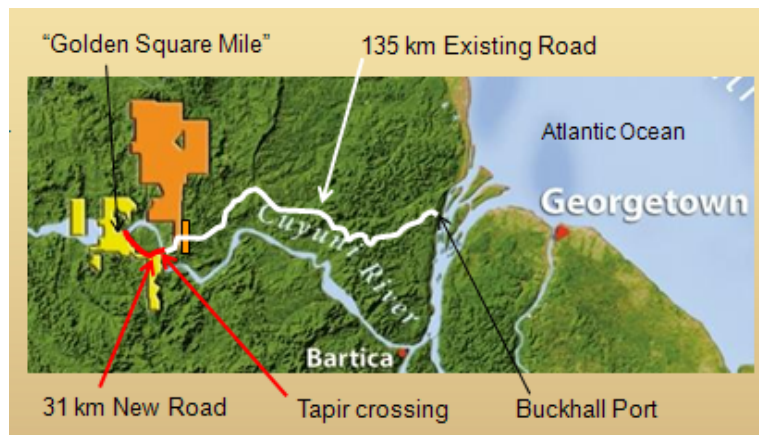 “Golden Square Mile”
135 km Existing Road
Atlantic Ocean
Georgetown
Cuyuni River
Bartica
31 km New Road
Tapir crossing
Buckhall Port